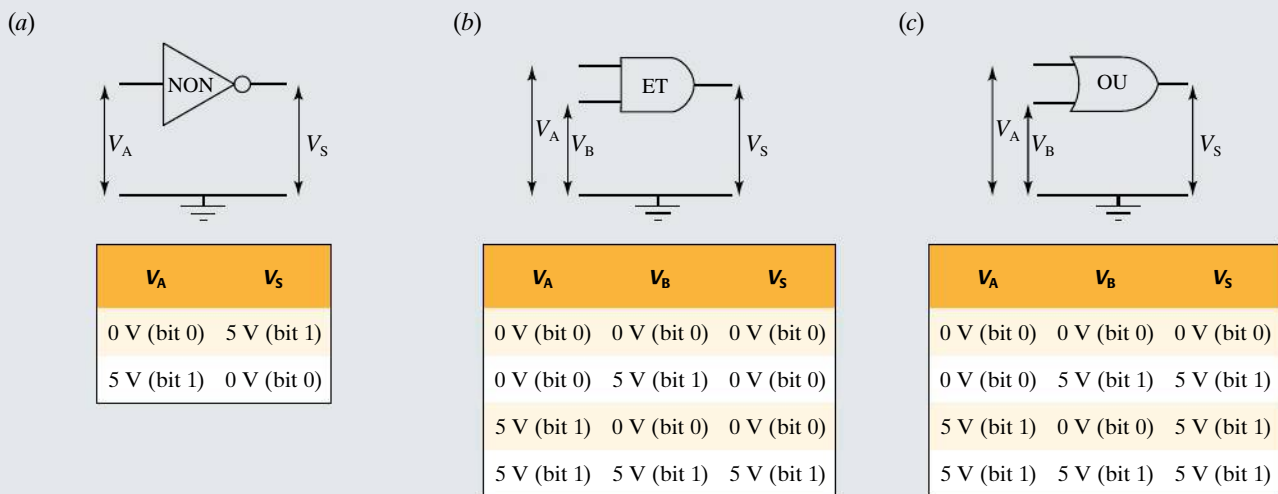 (a)
NON
V_A
V_S
V_A V_S
0 V (bit 0) 5 V (bit 1)
5 V (bit 1) 0 V (bit 0)
(b)
ET
V_A
V_B
V_S
V_A V_B V_S
0 V (bit 0) 0 V (bit 0) 0 V (bit 0)
0 V (bit 0) 5 V (bit 1) 0 V (bit 0)
5 V (bit 1) 0 V (bit 0) 0 V (bit 0)
5 V (bit 1) 5 V (bit 1) 5 V (bit 1)
(c)
OU
V_A
V_B
V_S
V_A V_B V_S
0 V (bit 0) 0 V (bit 0) 0 V (bit 0)
0 V (bit 0) 5 V (bit 1) 5 V (bit 1)
5 V (bit 1) 0 V (bit 0) 5 V (bit 1)
5 V (bit 1) 5 V (bit 1) 5 V (bit 1)